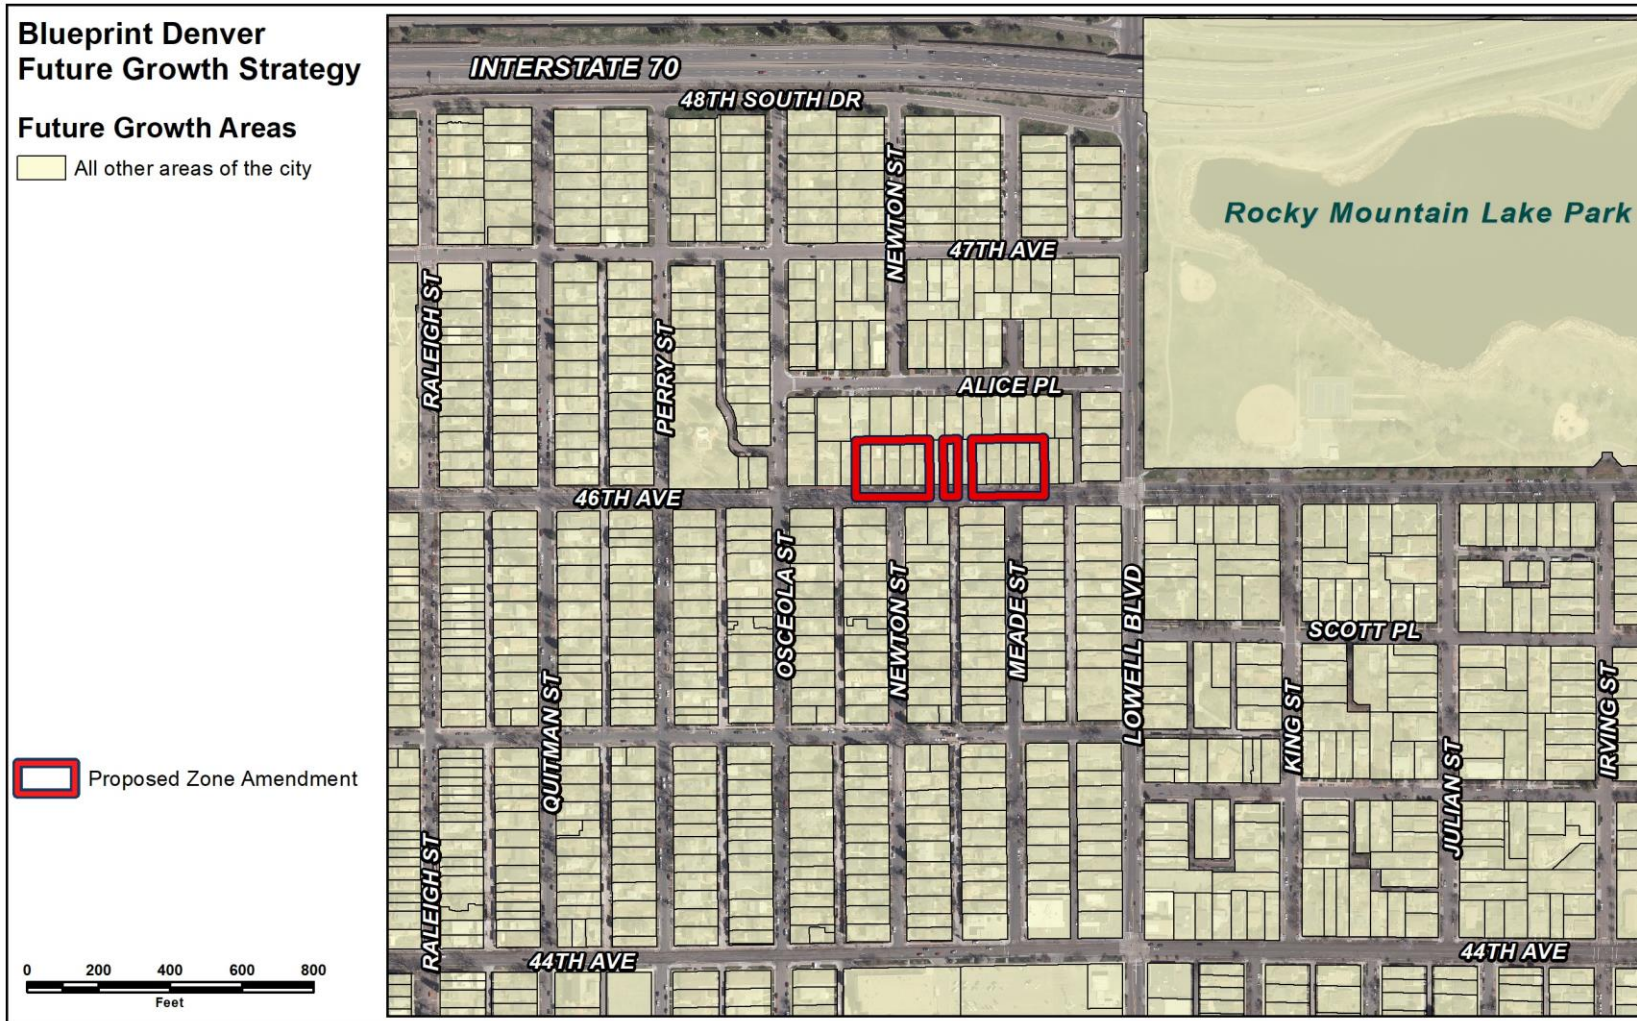 Blueprint Denver
Future Growth Strategy
Future Growth Areas
All other areas of the city
Proposed Zone Amendment
0 200 400 600 800
Feet
INTERSTATE 70
48TH SOUTH DR
NEWTON ST
Rocky Mountain Lake Park
47TH AVE
RALEIGH ST
PERRY ST
ALICE PL
46TH AVE
OSCEOLA ST
NEWTON ST
MEADE ST
LOWELL BLVD
SCOTT PL
QUITMAN ST
KING ST
IRVING ST
JULIAN ST
RALEIGH ST
44TH AVE
44TH AVE